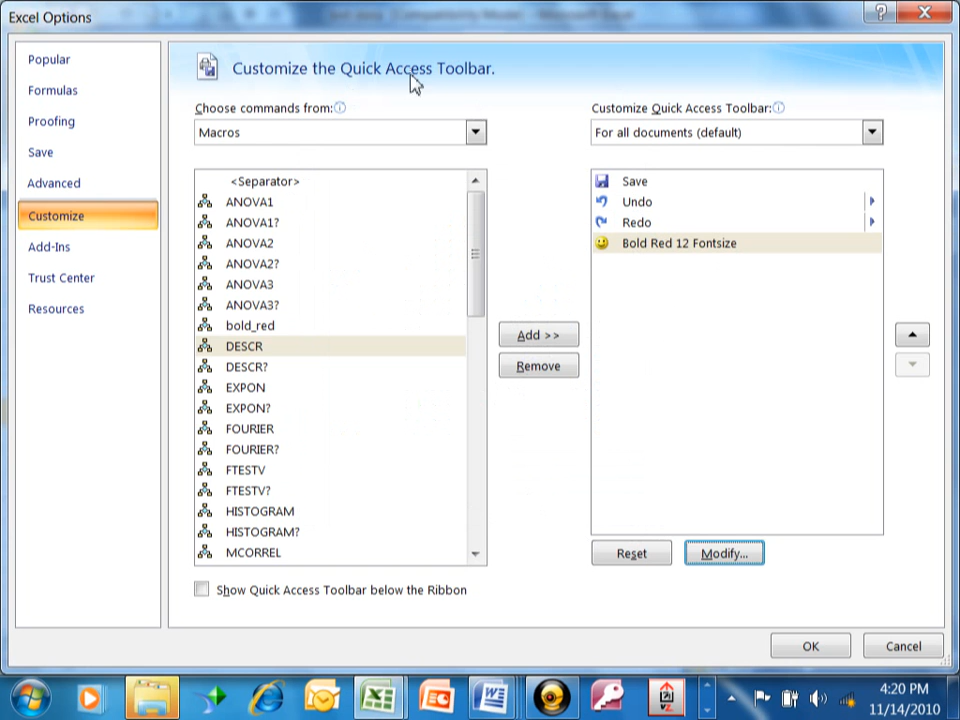 Excel Options
Popular
Formulas
Proofing
Save
Advanced
Customize
Add-Ins
Trust Center
Resources
Customize the Quick Access Toolbar.
Choose commands from:
Macros
<Separator>
ANOVA1
ANOVA1?
ANOVA2
ANOVA2?
ANOVA3
ANOVA3?
bold_red
DESCR
DESCR?
EXPON
EXPON?
FOURIER
FOURIER?
FTESTV
FTESTV?
HISTOGRAM
HISTOGRAM?
MCORREL
Show Quick Access Toolbar below the Ribbon
Add >>
Remove
Customize Quick Access Toolbar:
For all documents (default)
Save
Undo
Redo
Bold Red 12 Fontsize
Reset
Modify...
OK
Cancel
4:20 PM
11/14/2010